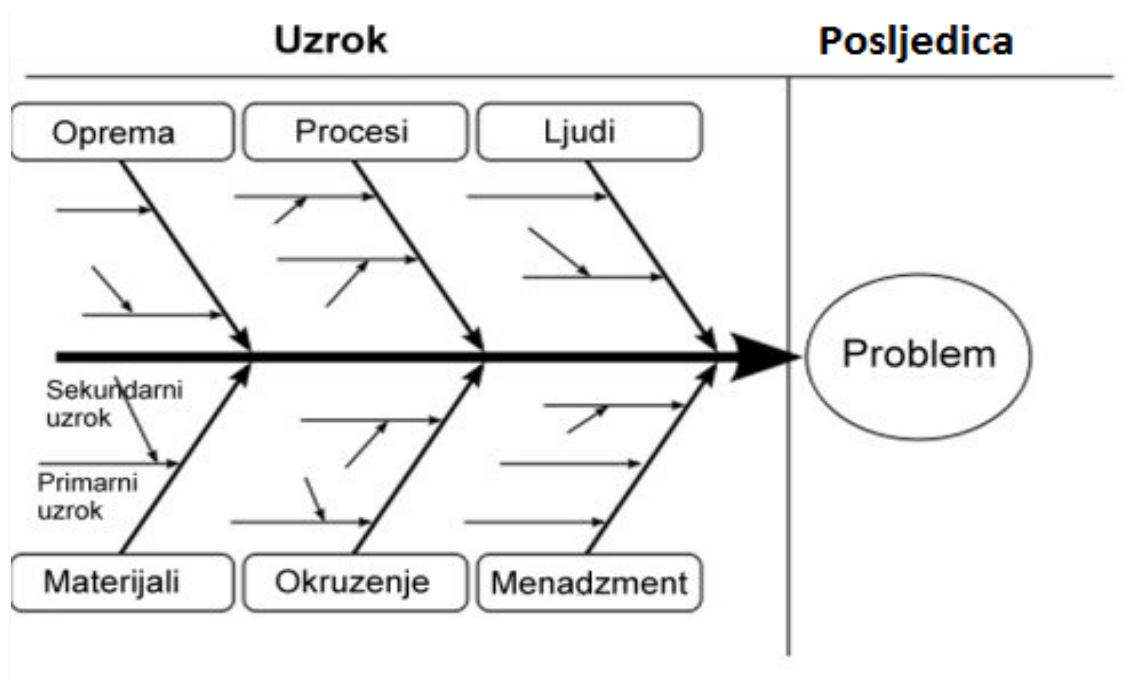 Uzrok
Posljedica
Oprema
Procesi
Ljudi
Problem
Sekundarni
uzrok
Primarni
uzrok
Materijali
Okruzenje
Menadzment